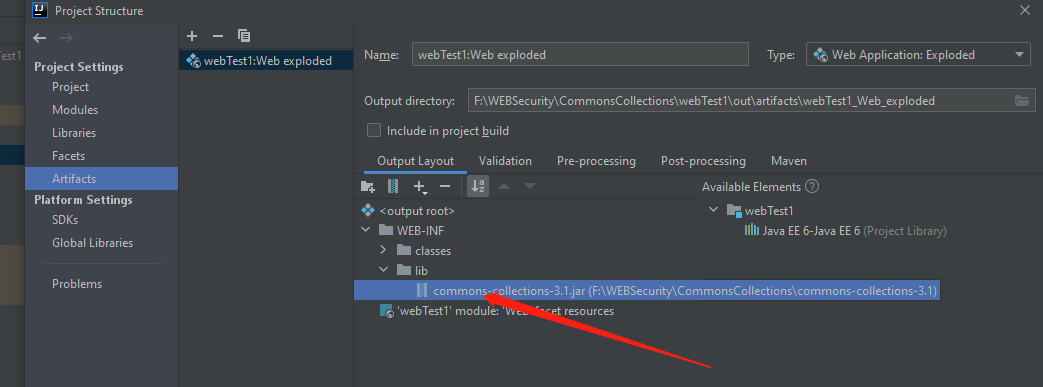 Project Structure
Test1
webTest1:Web exploded
Project Settings
Project
Modules
Libraries
Facets
Artifacts
Platform Settings
SDKs
Global Libraries
Problems
Name: webTest1:Web exploded Type: Web Application: Exploded
Output directory: F:\WEBSecurity\CommonsCollections\webTest1\out\artifacts\webTest1_Web_exploded
Include in project build
Output Layout Validation Pre-processing Post-processing Maven
Available Elements ?
<output root>
WEB-INF
classes
lib
commons-collections-3.1.jar (F:\WEBSecurity\CommonsCollections\commons-collections-3.1)
'webTest1' module: 'Web' facet resources
webTest1
Java EE 6-Java EE 6 (Project Library)